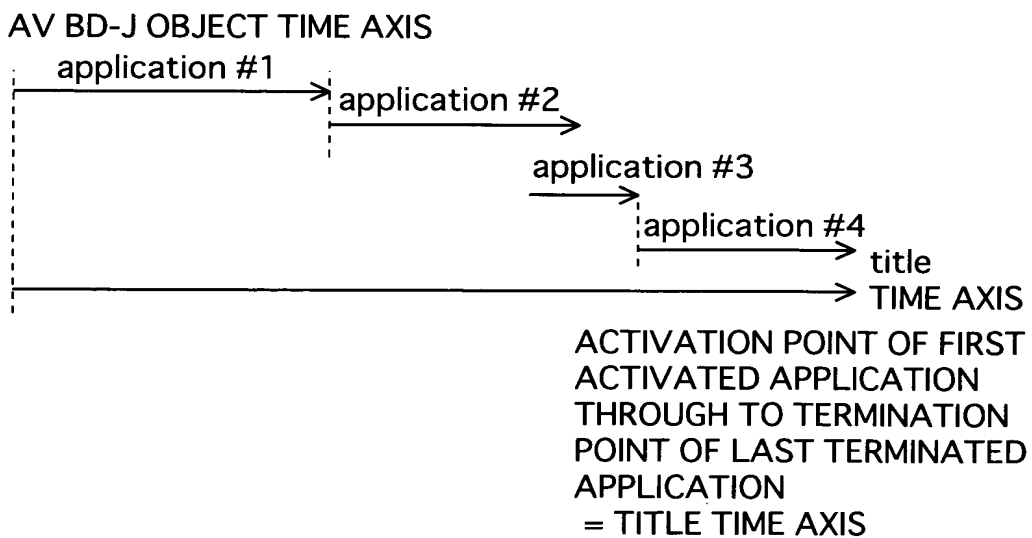 AV BD-J OBJECT TIME AXIS
application #1
application #2
application #3
application #4
title
TIME AXIS
ACTIVATION POINT OF FIRST
ACTIVATED APPLICATION
THROUGH TO TERMINATION
POINT OF LAST TERMINATED
APPLICATION
= TITLE TIME AXIS